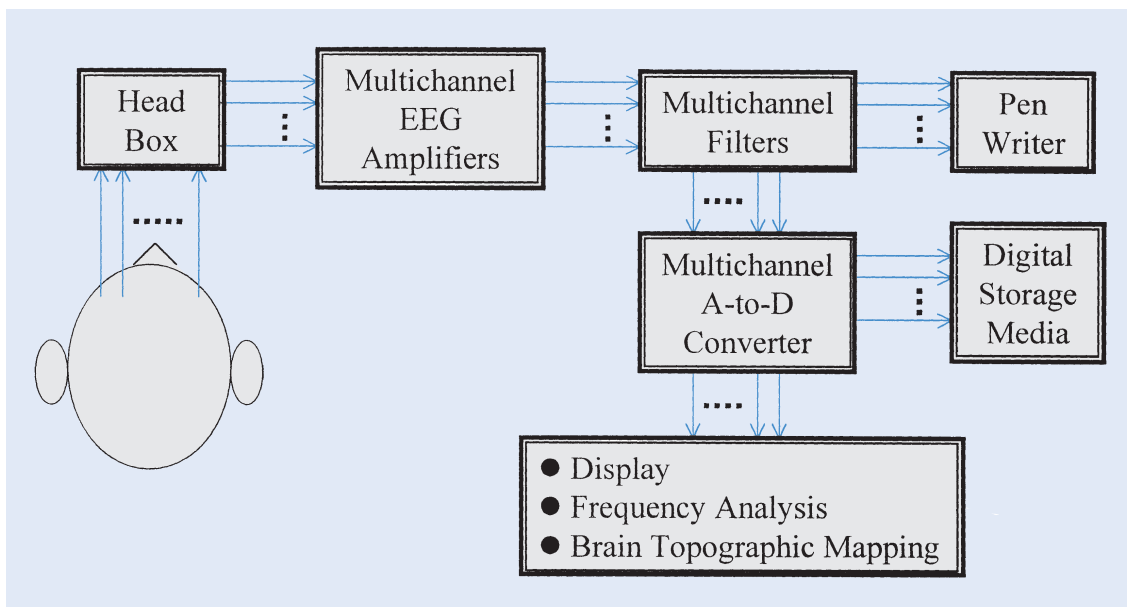 Head
Box
Multichannel
EEG
Amplifiers
Multichannel
Filters
Pen
Writer
Multichannel
A-to-D
Converter
Digital
Storage
Media
● Display
● Frequency Analysis
● Brain Topographic Mapping